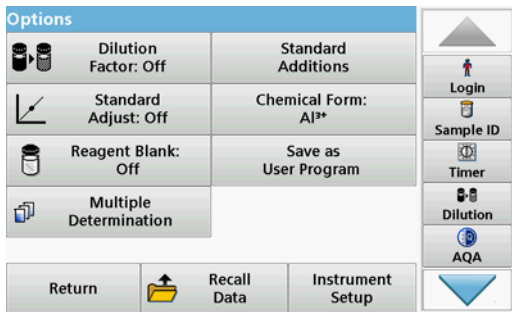 Options
Dilution
Factor: Off
Standard
Additions
Standard
Adjust: Off
Chemical Form:
Al³⁺
Reagent Blank:
Off
Save as
User Program
Multiple
Determination
Return
Recall
Data
Instrument
Setup
Login
Sample ID
Timer
Dilution
AQA